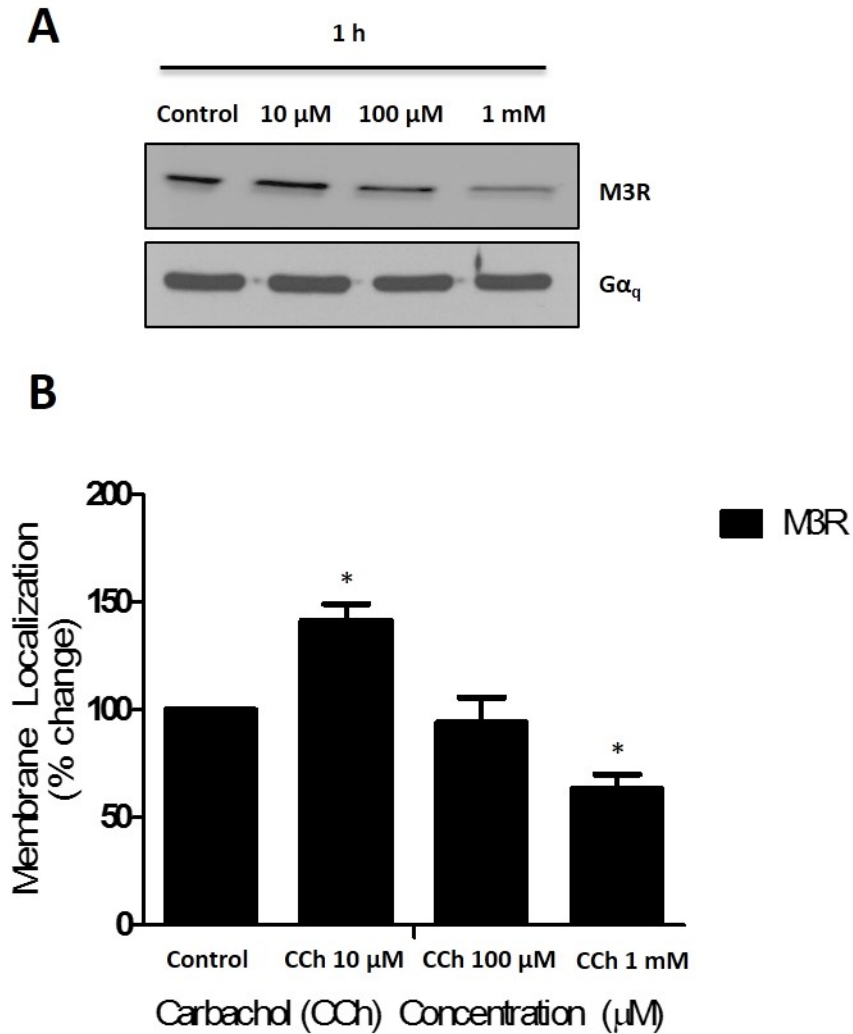 A
1 h
Control 10 µM 100 µM 1 mM
M3R
Gαq
B
200
150
100
50
0
Membrane Localization
(% change)
*
*
M3R
Control CCh 10 µM CCh 100 µM CCh 1 mM
Carbachol (CCh) Concentration (µM)